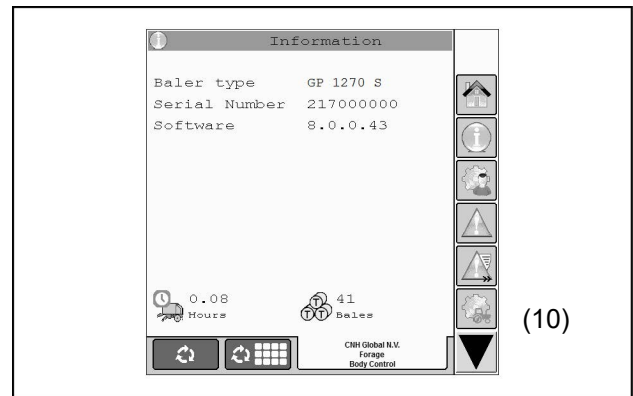 Information
Baler type GP 1270 S
Serial Number 217000000
Software 8.0.0.43
0.08
Hours
T
T T
41
Bales
(10)
CNH Global N.V.
Forage
Body Control